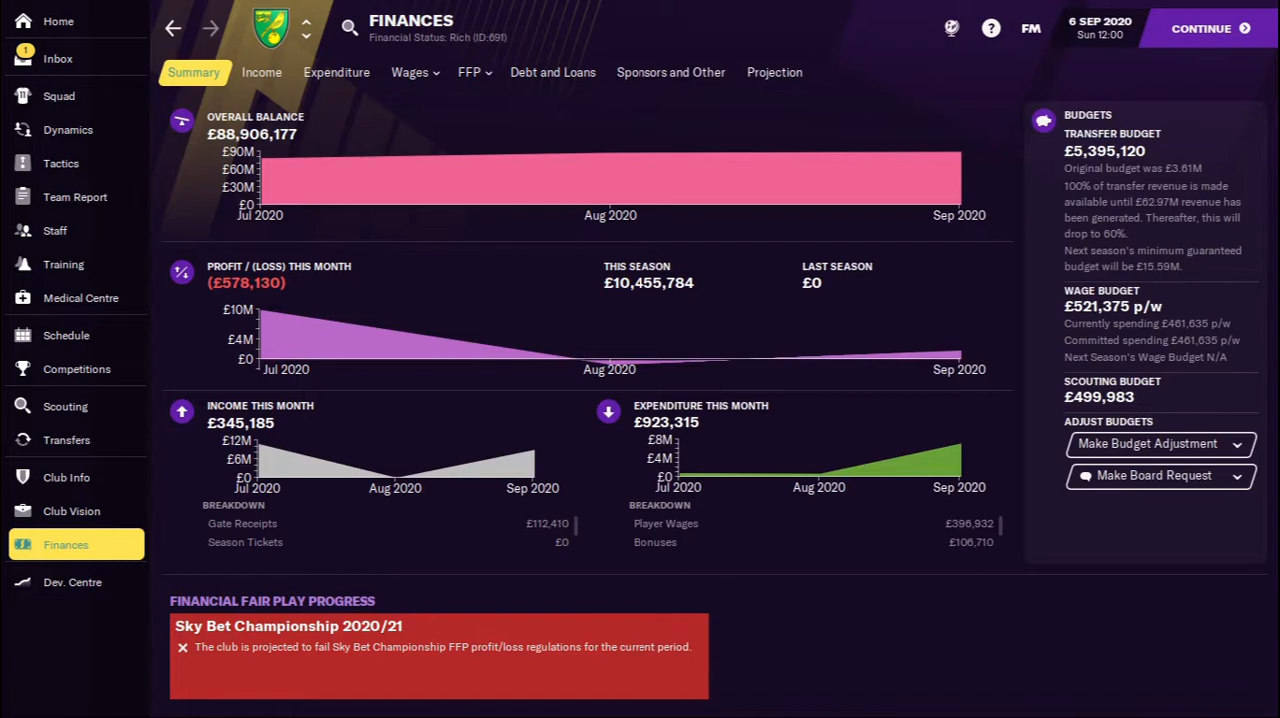 Home
1
Inbox
Squad
Dynamics
Tactics
Team Report
Staff
Training
Medical Centre
Schedule
Competitions
Scouting
Transfers
Club Info
Club Vision
Finances
Dev. Centre
FINANCES
Financial Status: Rich (ID:691)
?
FM
6 SEP 2020
Sun 12:00
CONTINUE
Summary
Income
Expenditure
Wages
FFP
Debt and Loans
Sponsors and Other
Projection
OVERALL BALANCE
£88,906,177
£90M
£60M
£30M
£0
Jul 2020
Aug 2020
Sep 2020
PROFIT / (LOSS) THIS MONTH
(£578,130)
THIS SEASON
£10,455,784
LAST SEASON
£0
£10M
£4M
£0
Jul 2020
Aug 2020
Sep 2020
INCOME THIS MONTH
£345,185
£12M
£6M
£0
Jul 2020
Aug 2020
Sep 2020
BREAKDOWN
Gate Receipts £112,410
Season Tickets £0
EXPENDITURE THIS MONTH
£923,315
£8M
£4M
£0
Jul 2020
Aug 2020
Sep 2020
BREAKDOWN
Player Wages £396,932
Bonuses £106,710
BUDGETS
TRANSFER BUDGET
£5,395,120
Original budget was £3.61M
100% of transfer revenue is made
available until £62.97M revenue has
been generated. Thereafter, this will
drop to 60%.
Next season's minimum guaranteed
budget will be £15.59M.
WAGE BUDGET
£521,375 p/w
Currently spending £461,635 p/w
Committed spending £461,635 p/w
Next Season's Wage Budget N/A
SCOUTING BUDGET
£499,983
ADJUST BUDGETS
Make Budget Adjustment
Make Board Request
FINANCIAL FAIR PLAY PROGRESS
Sky Bet Championship 2020/21
The club is projected to fail Sky Bet Championship FFP profit/loss regulations for the current period.